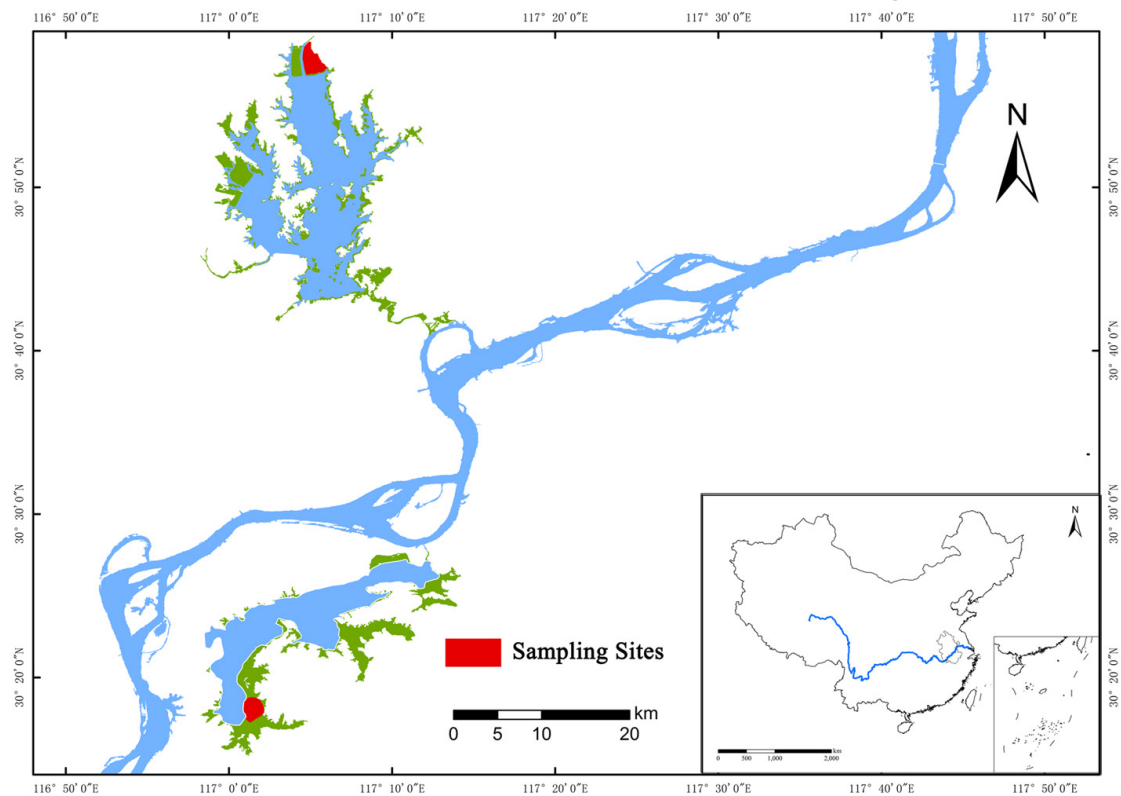 116° 50′ 0″E
117° 0′ 0″E
117° 10′ 0″E
117° 20′ 0″E
117° 30′ 0″E
117° 40′ 0″E
117° 50′ 0″E
30° 50′ 0″N
30° 50′ 0″N
N
30° 40′ 0″N
30° 40′ 0″N
30° 30′ 0″N
30° 30′ 0″N
N
Sampling Sites
30° 20′ 0″N
30° 20′ 0″N
km
0 5 10 20
km
0 500 1,000 2,000
116° 50′ 0″E
117° 0′ 0″E
117° 10′ 0″E
117° 20′ 0″E
117° 30′ 0″E
117° 40′ 0″E
117° 50′ 0″E